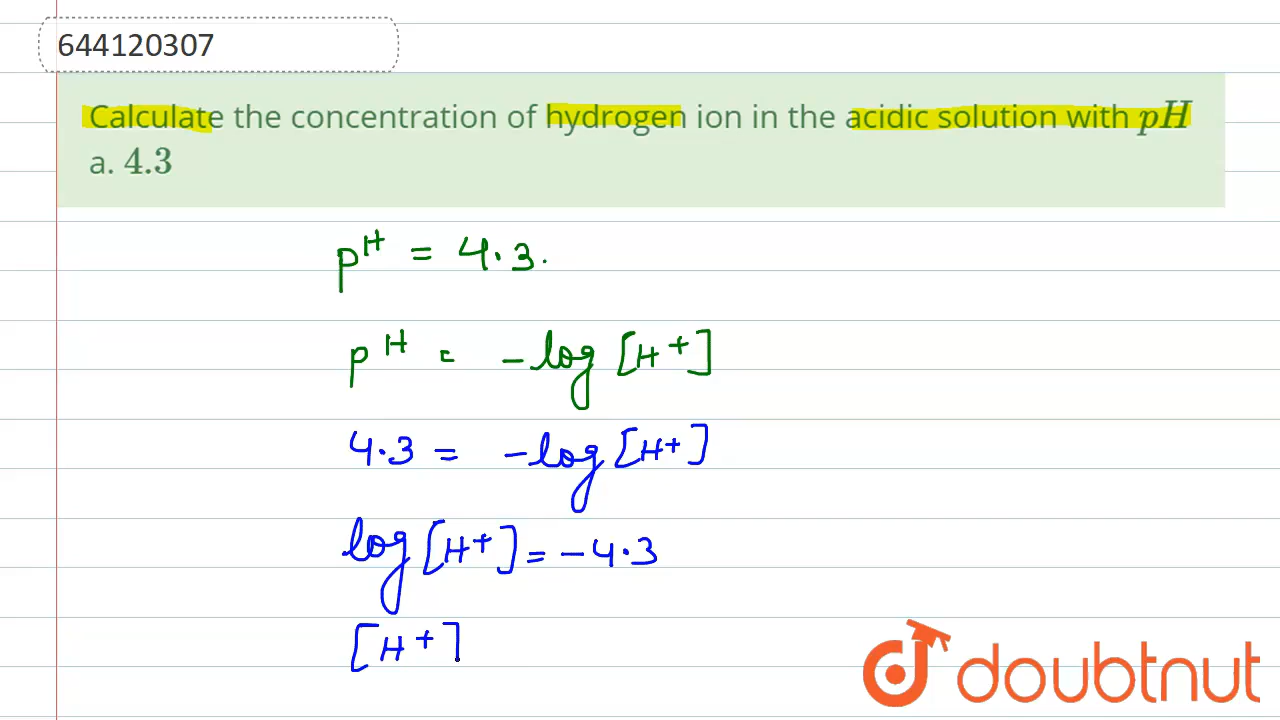 644120307
Calculate the concentration of hydrogen ion in the acidic solution with pH
a. 4.3
pᴴ = 4.3.
pᴴ = -log [H+]
4.3 = -log [H+]
log [H+] = -4.3
[H+]
doubtnut